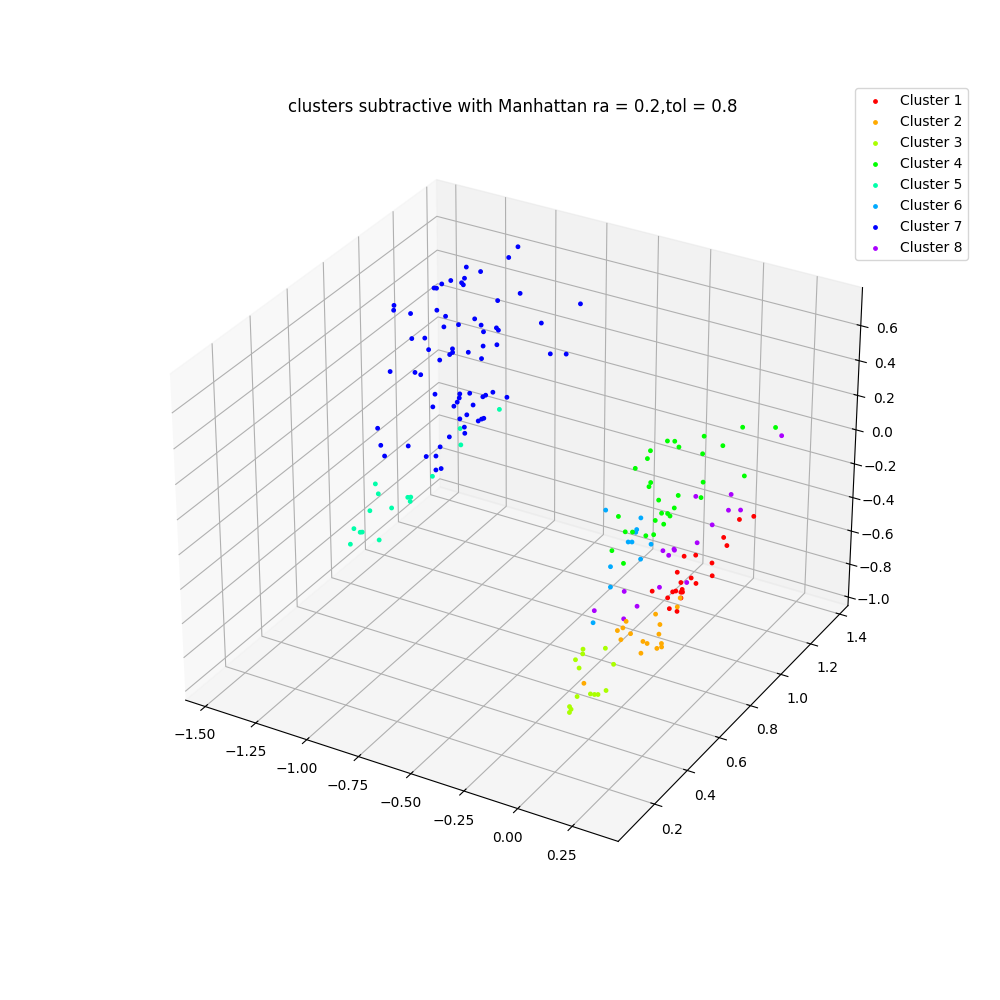 clusters subtractive with Manhattan ra = 0.2,tol = 0.8
Cluster 1
Cluster 2
Cluster 3
Cluster 4
Cluster 5
Cluster 6
Cluster 7
Cluster 8
0.6
0.4
0.2
0.0
−0.2
−0.4
−0.6
−0.8
−1.0
1.4
1.2
1.0
0.8
0.6
0.4
0.2
−1.50
−1.25
−1.00
−0.75
−0.50
−0.25
0.00
0.25